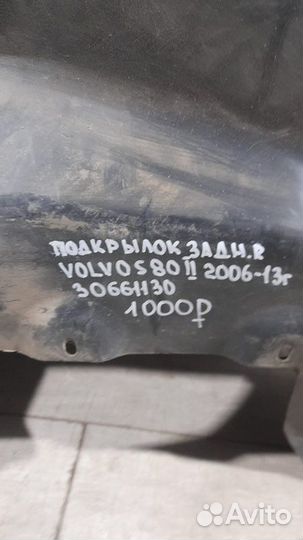 ПОДКРЫЛОК ЗАДН.R
VOLVO S80 II 2006-13г
30661130
1000₽
Avito